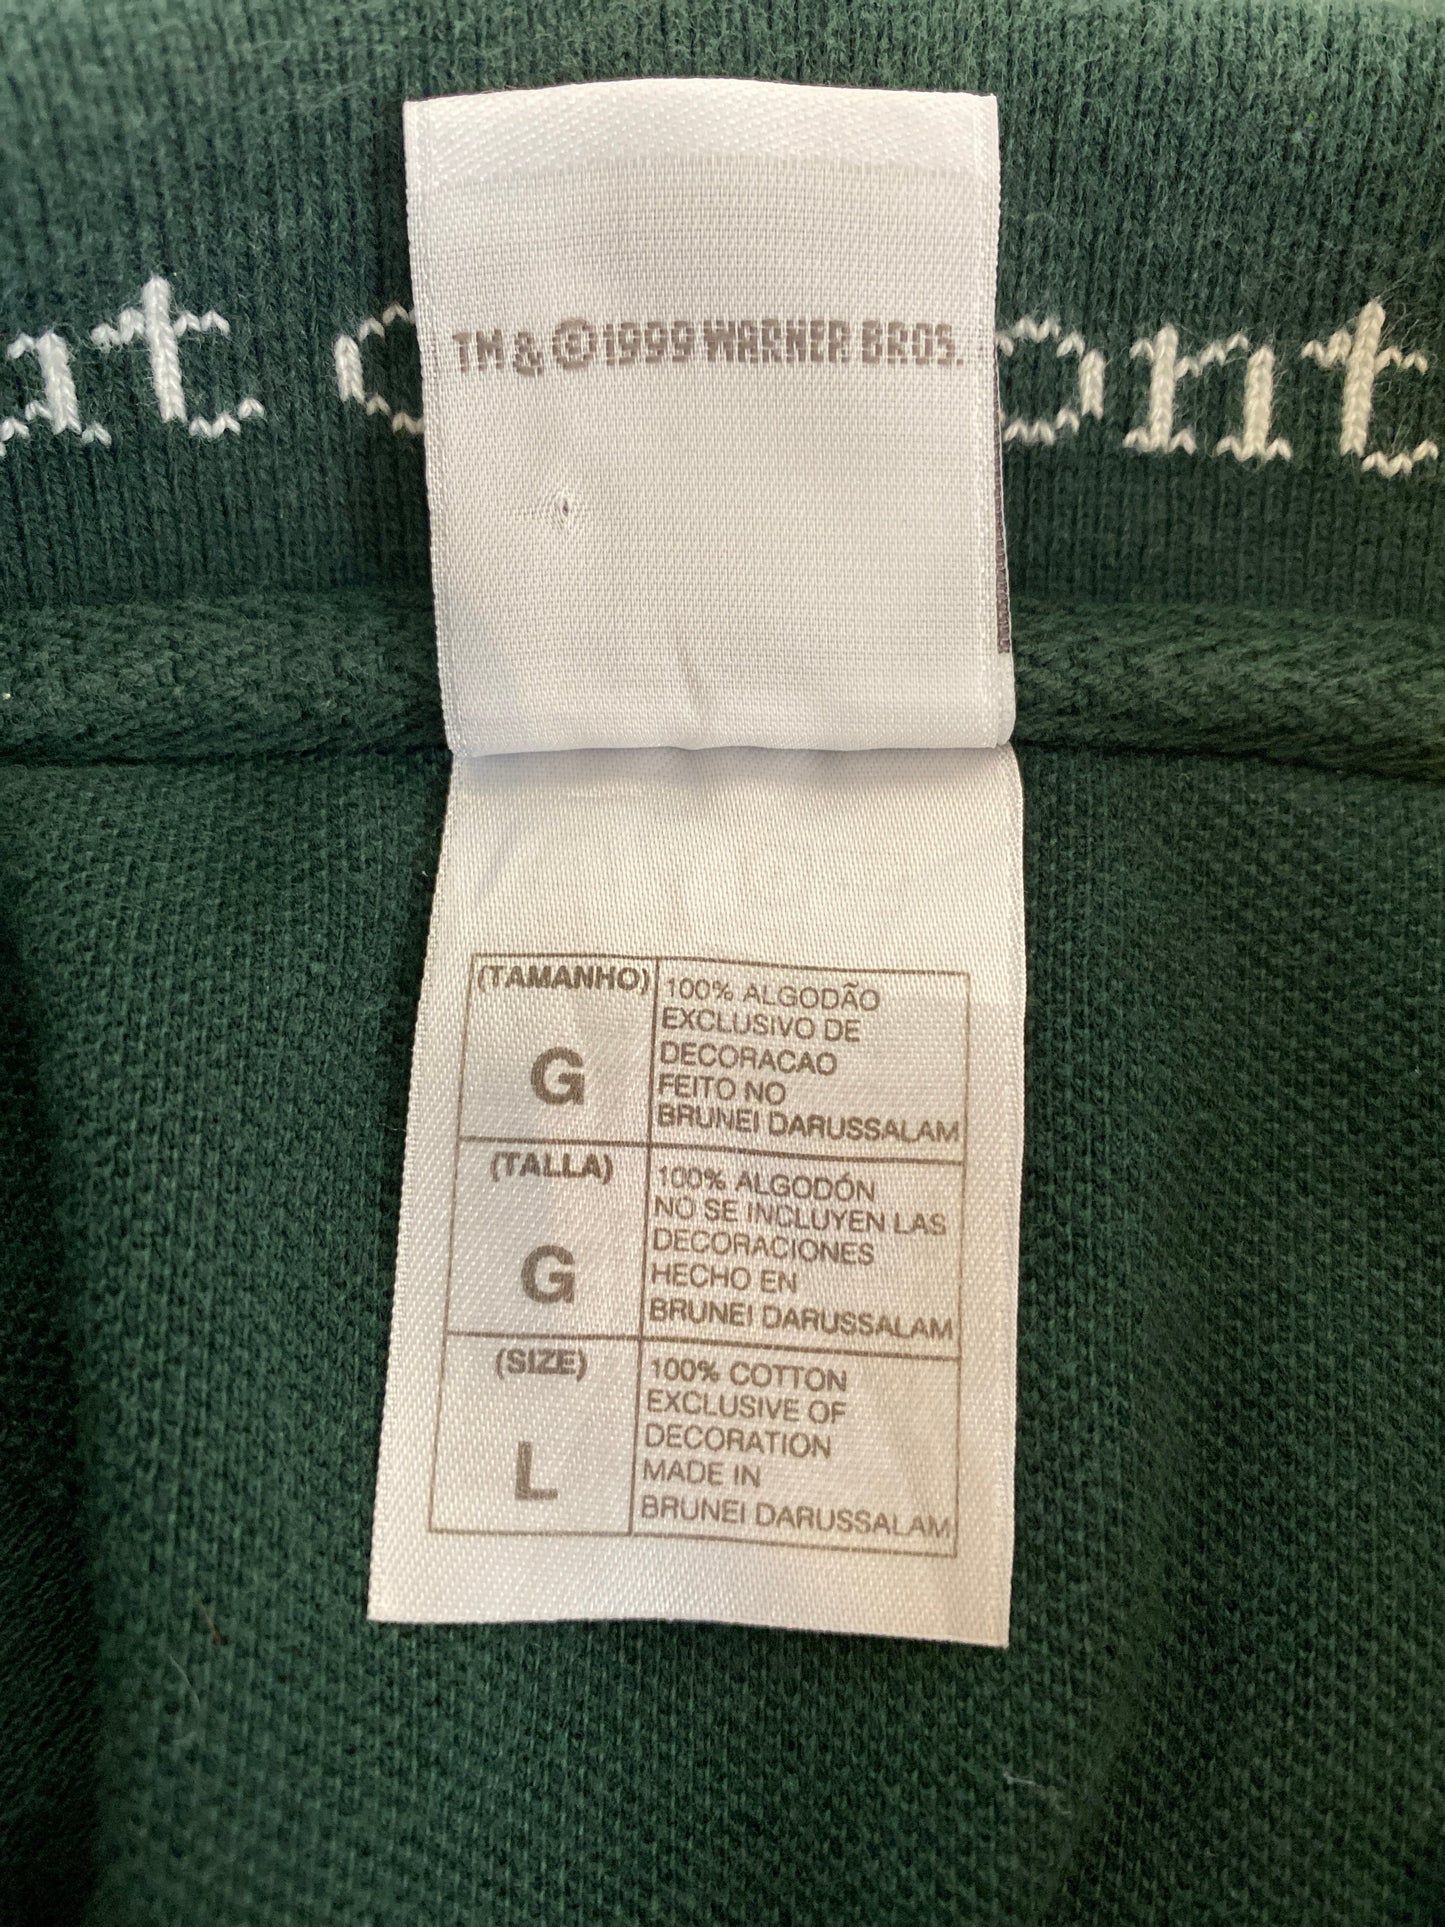 TM & ©1999 WARNER BROS.
ont
(TAMANHO)
G
100% ALGODÃO
EXCLUSIVO DE
DECORACAO
FEITO NO
BRUNEI DARUSSALAM
(TALLA)
G
100% ALGODÓN
NO SE INCLUYEN LAS
DECORACIONES
HECHO EN
BRUNEI DARUSSALAM
(SIZE)
L
100% COTTON
EXCLUSIVE OF
DECORATION
MADE IN
BRUNEI DARUSSALAM